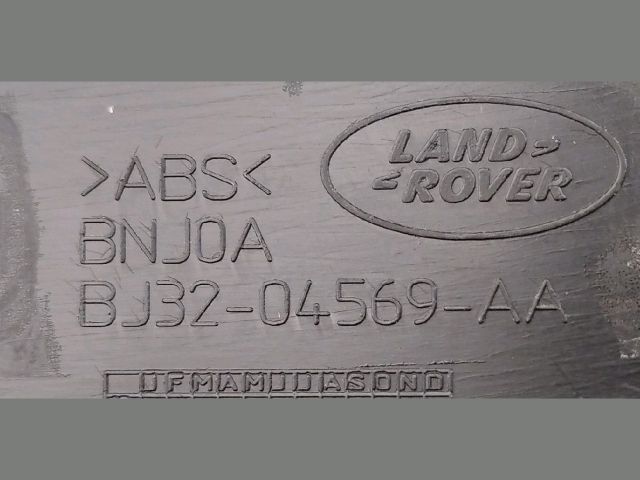 >ABS<
BNJ0A
BJ32-04569-AA
LAND
ROVER
JFMAMJJASOND